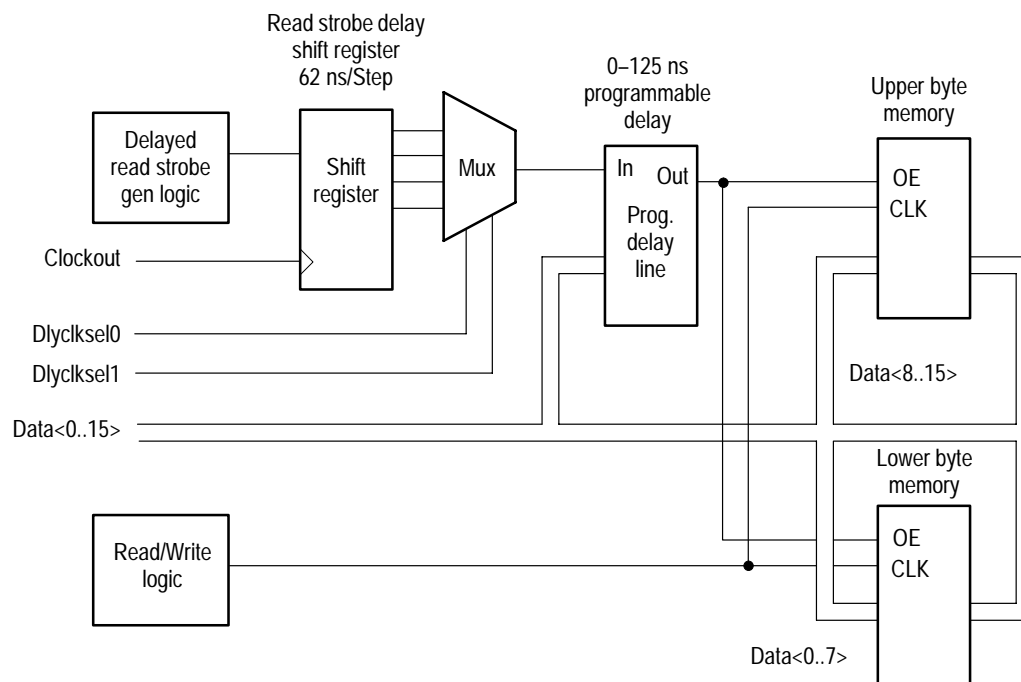 Read strobe delay
shift register
62 ns/Step
0–125 ns
programmable
delay
Upper byte
memory
Delayed
read strobe
gen logic
Shift
register
Mux
In
Out
Prog.
delay
line
OE
CLK
Clockout
Dlyclksel0
Dlyclksel1
Data<8..15>
Data<0..15>
Lower byte
memory
Read/Write
logic
OE
CLK
Data<0..7>